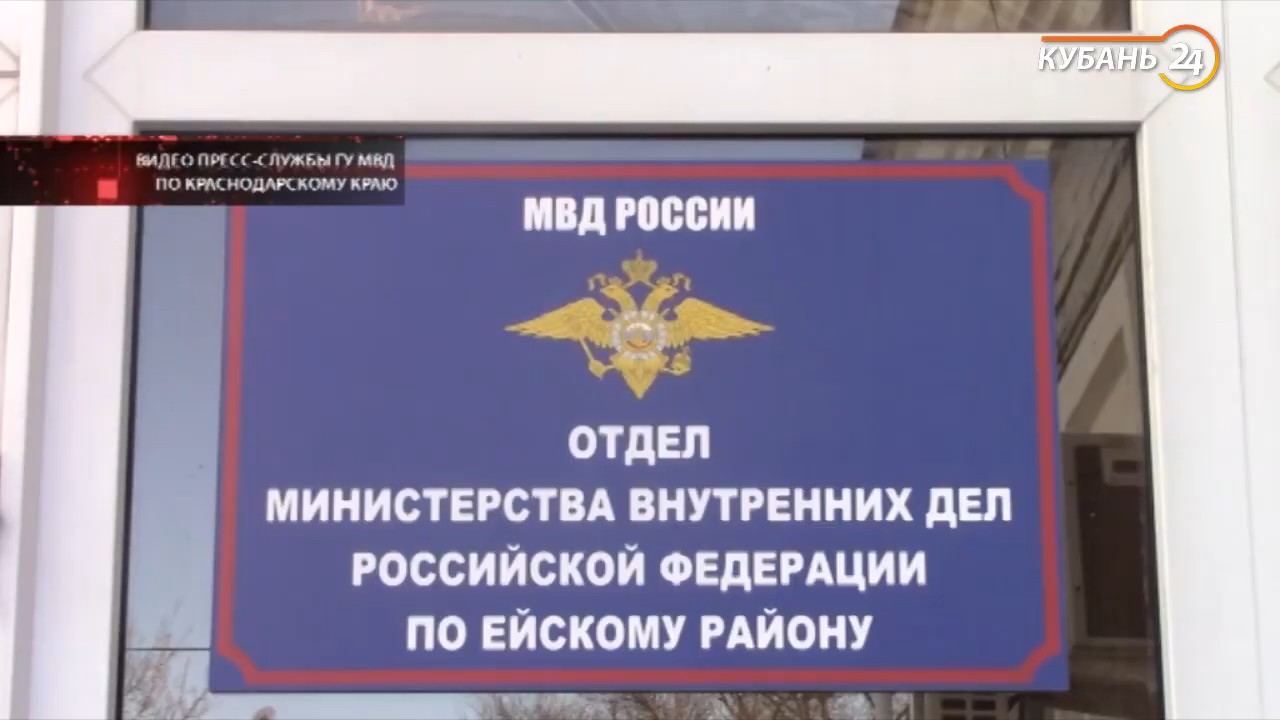 КУБАНЬ 24
ВИДЕО ПРЕСС-СЛУЖБЫ ГУ МВД
ПО КРАСНОДАРСКОМУ КРАЮ
МВД РОССИИ
ОТДЕЛ
МИНИСТЕРСТВА ВНУТРЕННИХ ДЕЛ
РОССИЙСКОЙ ФЕДЕРАЦИИ
ПО ЕЙСКОМУ РАЙОНУ